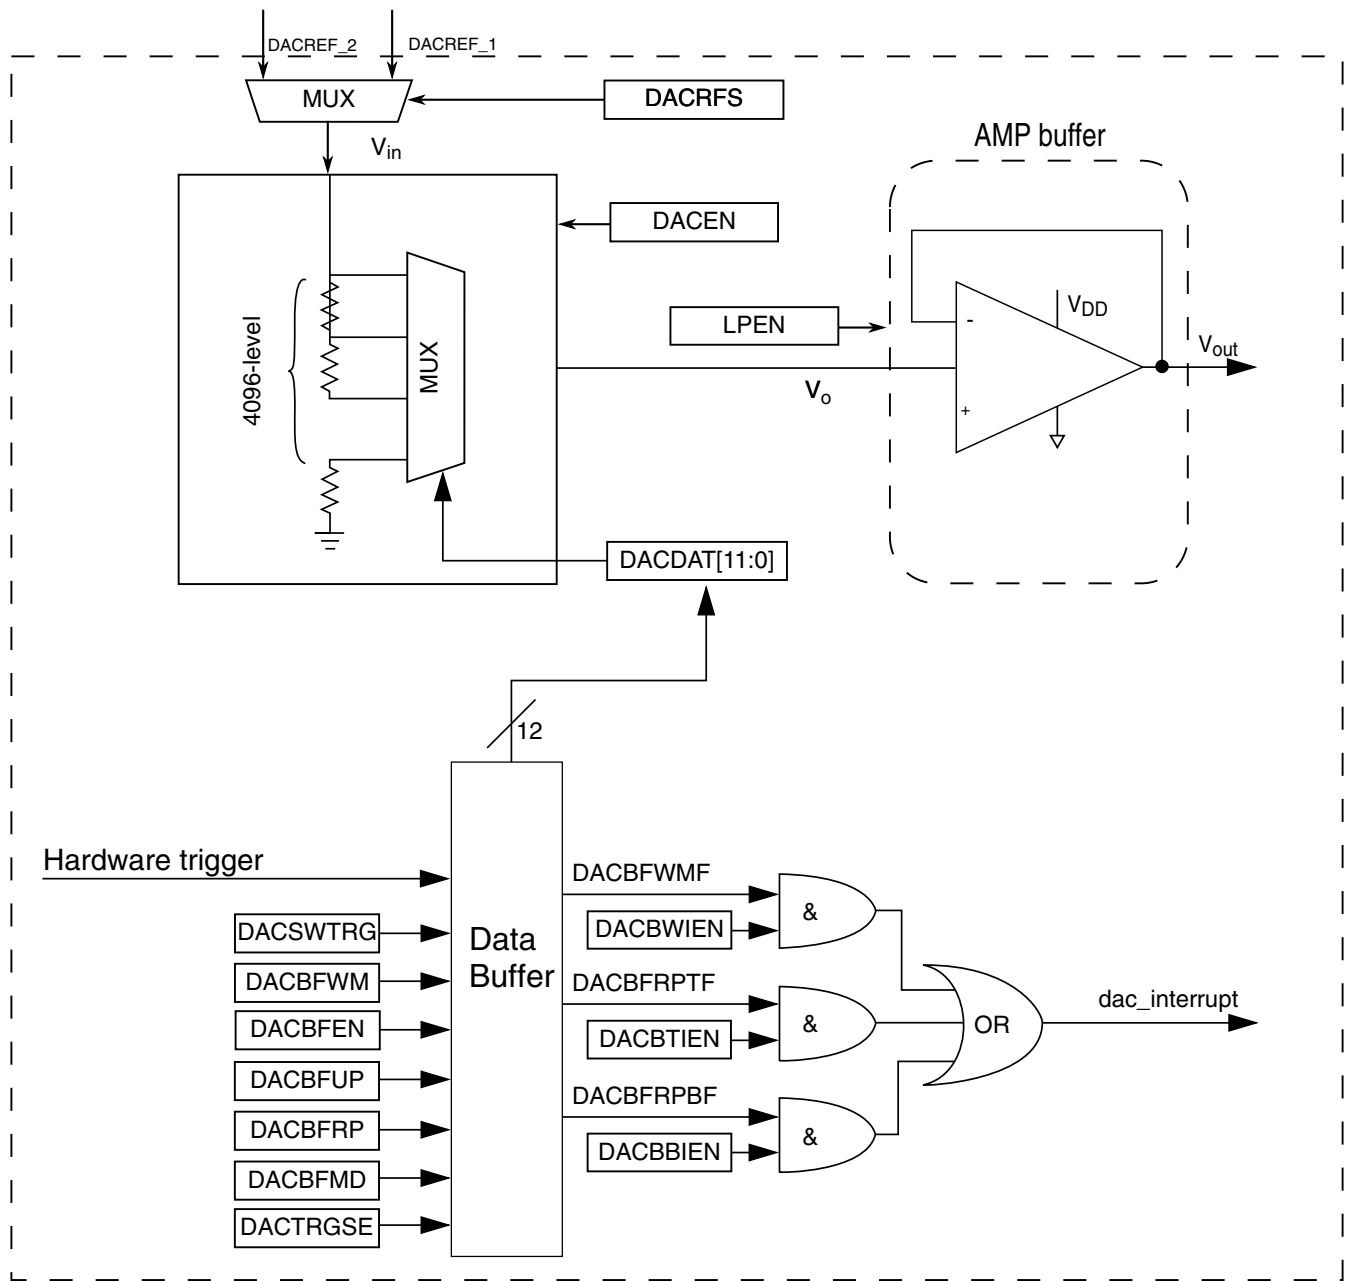 DACREF_2
DACREF_1
MUX
DACRFS
Vin
AMP buffer
DACEN
LPEN
VDD
-
Vout
4096-level
MUX
Vo
+
DACDAT[11:0]
12
Hardware trigger
DACBFWMF
DACSWTRG
Data
Buffer
DACBWIEN
&
DACBFWM
DACBFRPTF
DACBFEN
DACBTIEN
&
OR
dac_interrupt
DACBFUP
DACBFRPBF
DACBFRP
DACBBIEN
&
DACBFMD
DACTRGSE